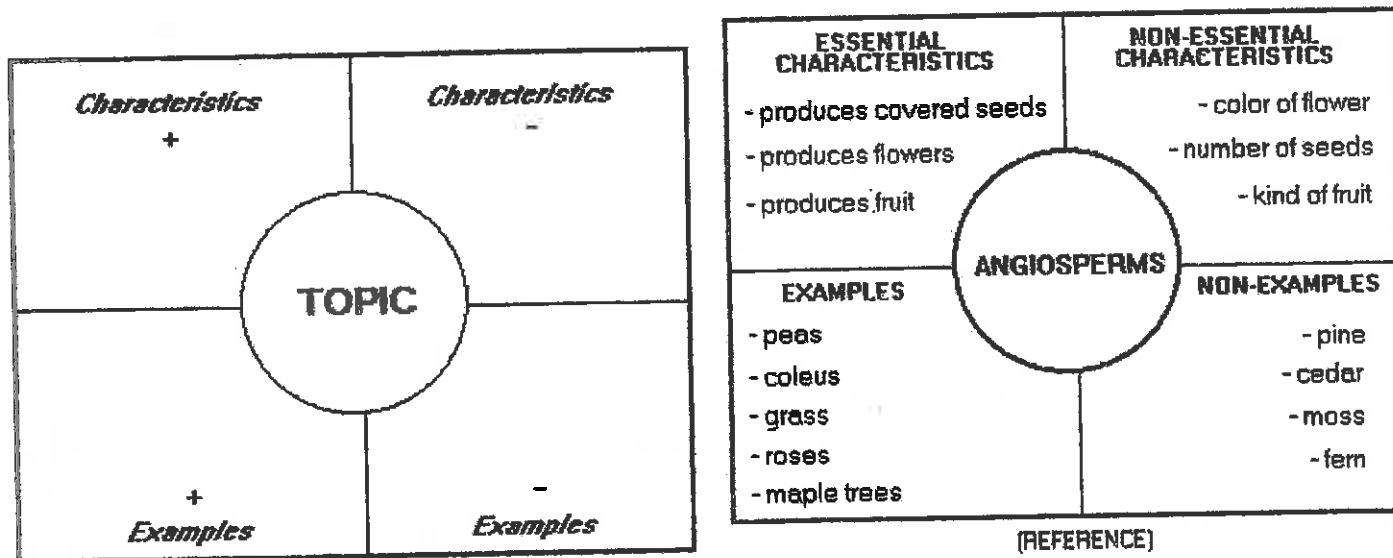 Characteristics
+
Characteristics
-
TOPIC
+
Examples
-
Examples
ESSENTIAL
CHARACTERISTICS
- produces covered seeds
- produces flowers
- produces fruit
NON-ESSENTIAL
CHARACTERISTICS
- color of flower
- number of seeds
- kind of fruit
ANGIOSPERMS
EXAMPLES
- peas
- coleus
- grass
- roses
- maple trees
NON-EXAMPLES
- pine
- cedar
- moss
- fern
(REFERENCE)